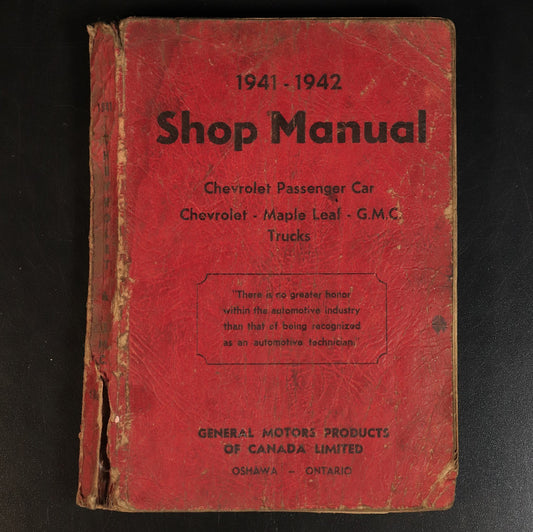 1941 - 1942
Shop Manual
Chevrolet Passenger Car
Chevrolet - Maple Leaf - G.M.C.
Trucks
"There is no greater honor
within the automotive industry
than that of being recognized
as an automotive technician."
GENERAL MOTORS PRODUCTS
OF CANADA LIMITED
OSHAWA — ONTARIO